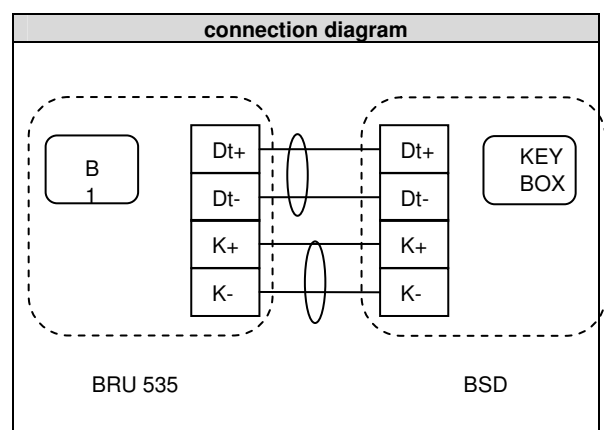 connection diagram
B
1
Dt+
Dt-
K+
K-
Dt+
Dt-
K+
K-
KEY
BOX
BRU 535
BSD